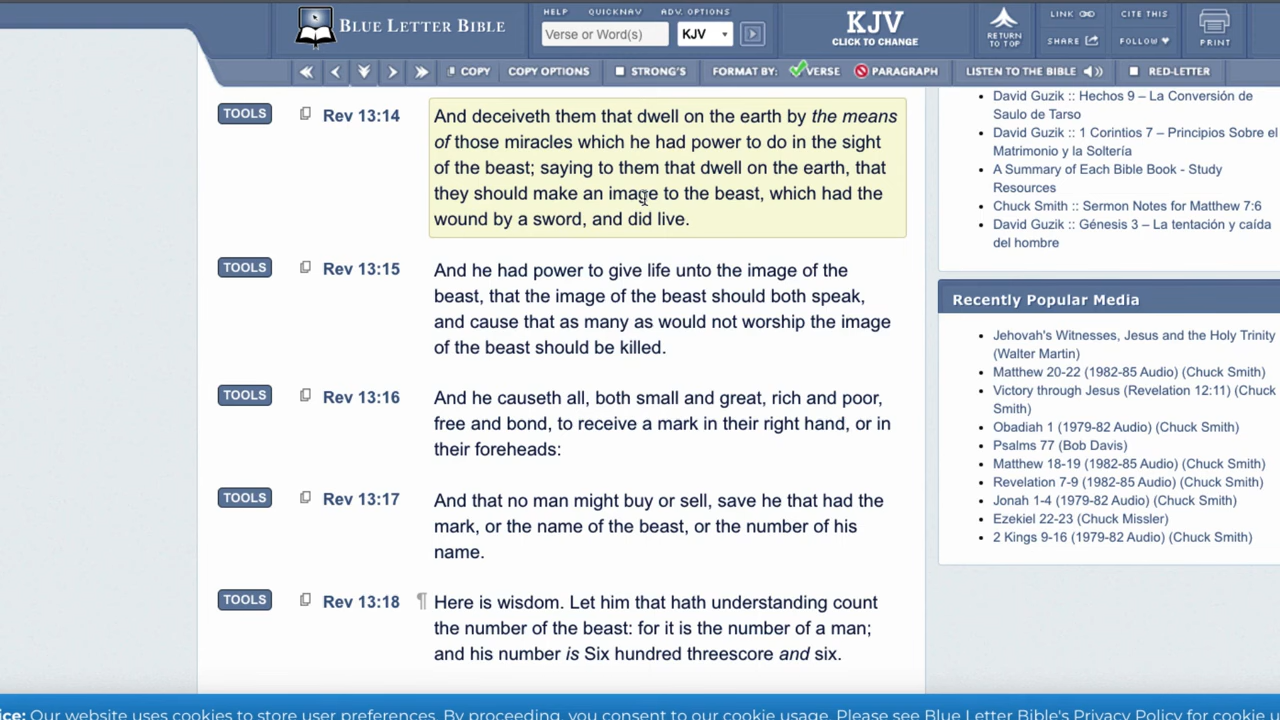 BLUE LETTER BIBLE
HELP QUICKNAV ADV. OPTIONS
Verse or Word(s) KJV
KJV
CLICK TO CHANGE
RETURN
TO TOP
LINK CITE THIS
SHARE FOLLOW
PRINT
COPY COPY OPTIONS STRONG'S FORMAT BY: VERSE PARAGRAPH LISTEN TO THE BIBLE RED-LETTER
TOOLS Rev 13:14 And deceiveth them that dwell on the earth by the means
of those miracles which he had power to do in the sight
of the beast; saying to them that dwell on the earth, that
they should make an image to the beast, which had the
wound by a sword, and did live.
TOOLS Rev 13:15 And he had power to give life unto the image of the
beast, that the image of the beast should both speak,
and cause that as many as would not worship the image
of the beast should be killed.
TOOLS Rev 13:16 And he causeth all, both small and great, rich and poor,
free and bond, to receive a mark in their right hand, or in
their foreheads:
TOOLS Rev 13:17 And that no man might buy or sell, save he that had the
mark, or the name of the beast, or the number of his
name.
TOOLS Rev 13:18 ¶ Here is wisdom. Let him that hath understanding count
the number of the beast: for it is the number of a man;
and his number is Six hundred threescore and six.
David Guzik :: Hechos 9 – La Conversión de
Saulo de Tarso
David Guzik :: 1 Corintios 7 – Principios Sobre el
Matrimonio y la Soltería
A Summary of Each Bible Book - Study
Resources
Chuck Smith :: Sermon Notes for Matthew 7:6
David Guzik :: Génesis 3 – La tentación y caída
del hombre
Recently Popular Media
Jehovah's Witnesses, Jesus and the Holy Trinity
(Walter Martin)
Matthew 20-22 (1982-85 Audio) (Chuck Smith)
Victory through Jesus (Revelation 12:11) (Chuck
Smith)
Obadiah 1 (1979-82 Audio) (Chuck Smith)
Psalms 77 (Bob Davis)
Matthew 18-19 (1982-85 Audio) (Chuck Smith)
Revelation 7-9 (1982-85 Audio) (Chuck Smith)
Jonah 1-4 (1979-82 Audio) (Chuck Smith)
Ezekiel 22-23 (Chuck Missler)
2 Kings 9-16 (1979-82 Audio) (Chuck Smith)
ice: Our website uses cookies to store user preferences. By proceeding, you consent to our cookie usage. Please see Blue Letter Bible's Privacy Policy for cookie u